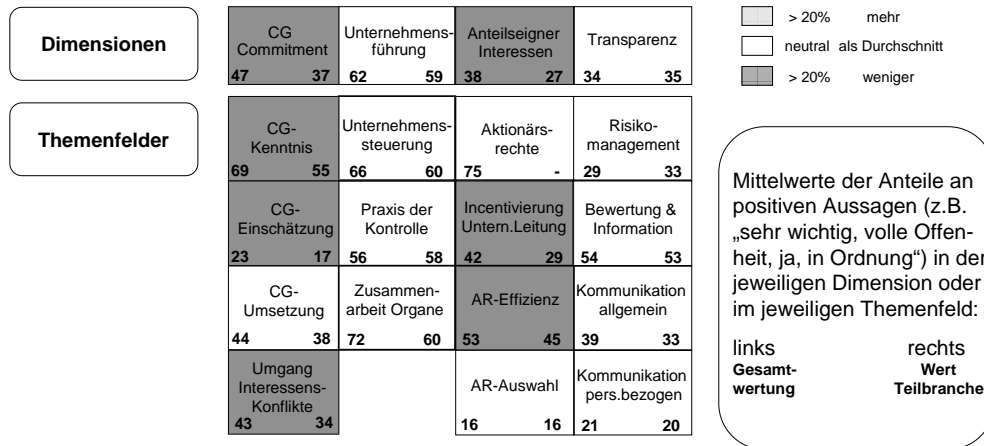 Dimensionen
CG
Commitment
47 37
Unternehmens-
führung
62 59
Anteilseigner
Interessen
38 27
Transparenz
34 35
> 20% mehr
neutral als Durchschnitt
> 20% weniger
Themenfelder
CG-
Kenntnis
69 55
Unternehmens-
steuerung
66 60
Aktionärs-
rechte
75 -
Risiko-
management
29 33
CG-
Einschätzung
23 17
Praxis der
Kontrolle
56 58
Incentivierung
Untern.Leitung
42 29
Bewertung &
Information
54 53
CG-
Umsetzung
44 38
Zusammen-
arbeit Organe
72 60
AR-Effizienz
53 45
Kommunikation
allgemein
39 33
Umgang
Interessens-
Konflikte
43 34
AR-Auswahl
16 16
Kommunikation
pers.bezogen
21 20
Mittelwerte der Anteile an
positiven Aussagen (z.B.
„sehr wichtig, volle Offen-
heit, ja, in Ordnung“) in der
jeweiligen Dimension oder
im jeweiligen Themenfeld:
links rechts
Gesamt- Wert
wertung Teilbranche